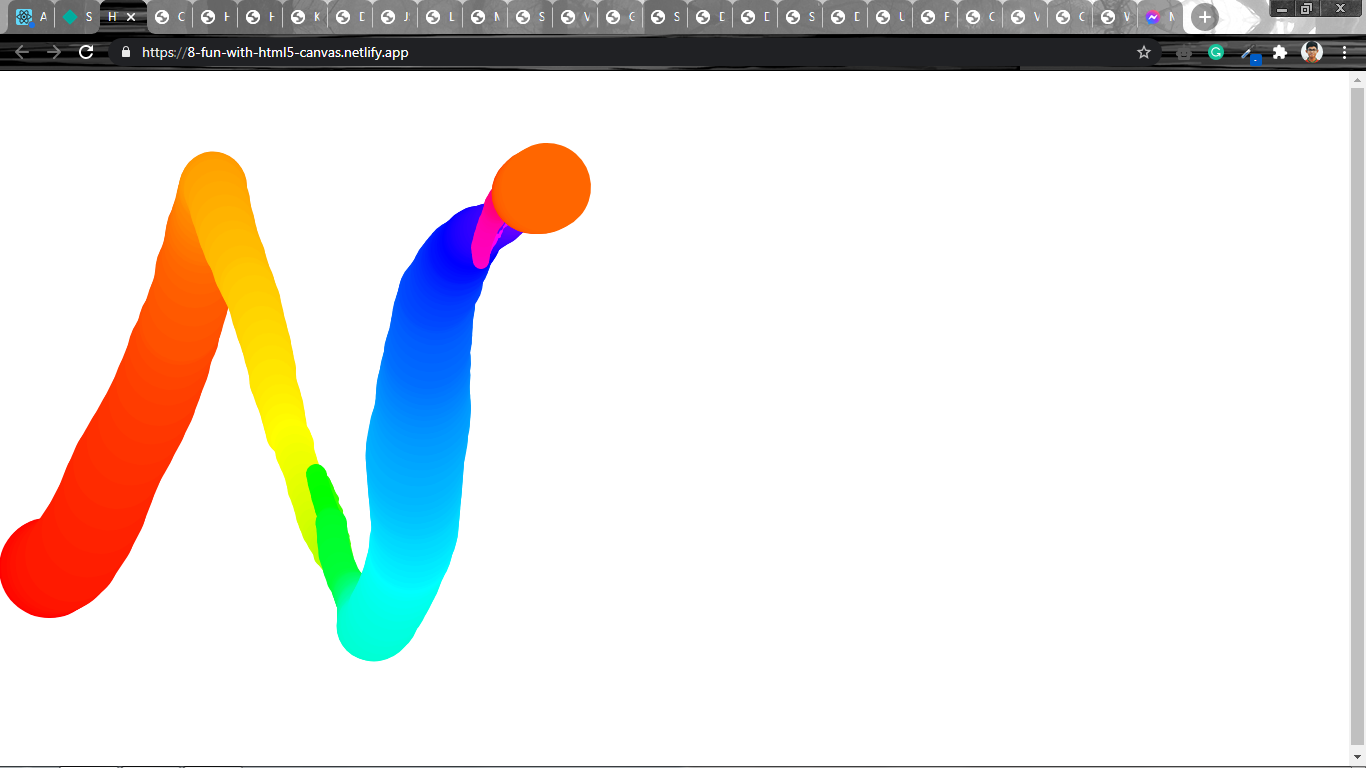 A S H C F F K D J L N S V C S D D S D U F C V C V N
https://8-fun-with-html5-canvas.netlify.app
N